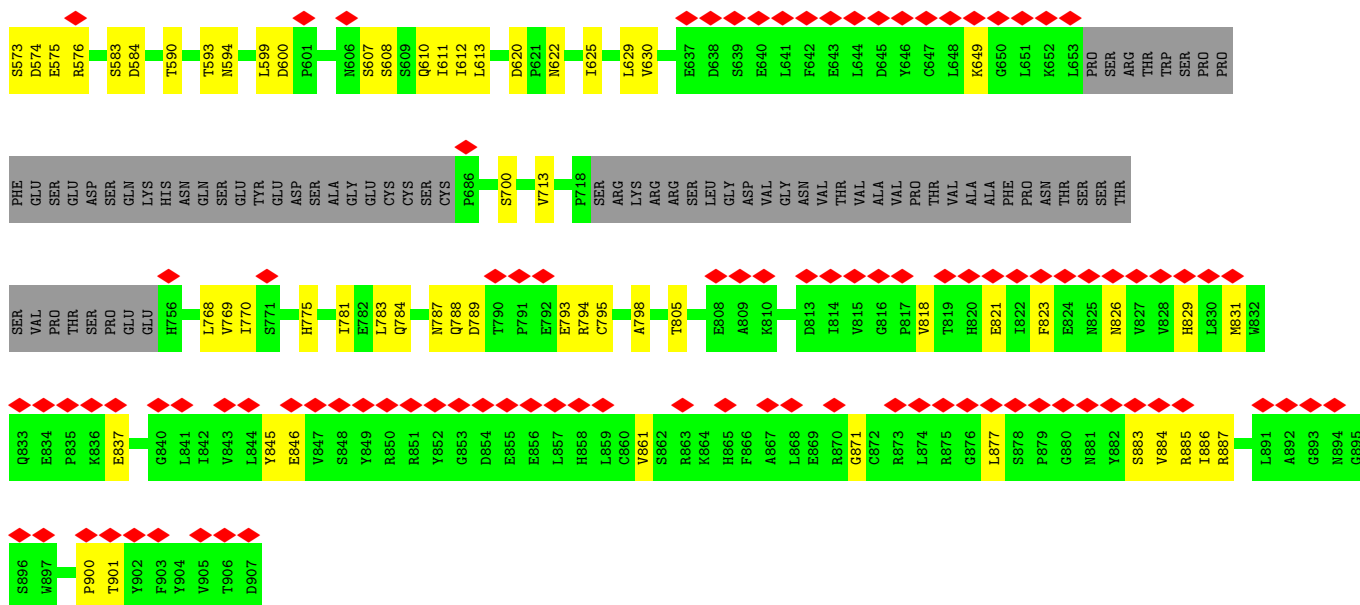 S573 D574 E575 R576 S583 D584 T590 T593 N594 L599 D600 P601 N606 S607 S608 S609 Q610 I611 I612 L613 D620 P621 N622 I625 L629 V630 E637 D638 S639 E640 L641 F642 E643 L644 D645 Y646 C647 L648 K649 G650 L651 K652 L653 PRO SER ARG THR TRP SER PRO PRO
PHE GLU SER GLU ASP SER GLN LYS HIS ASN GLN SER GLU TYR GLU ASP SER ALA GLY GLU CYS CYS SER CYS P686 S700 V713 P718 SER ARG LYS ARG ARG SER LEU GLY ASP VAL GLY ASN VAL THR VAL ALA VAL PRO THR VAL ALA ALA PHE PRO ASN THR SER SER THR
SER VAL PRO THR SER PRO GLU GLU H756 L768 V769 I770 S771 H775 I781 E782 L783 Q784 N787 Q788 D789 T790 P791 E792 E793 R794 C795 A798 T805 E808 A809 K810 D813 I814 V815 G816 P817 V818 T819 H820 E821 I822 F823 E824 N825 N826 V827 V828 H829 L830 M831 W832
Q833 E834 P835 K836 E837 G840 L841 I842 V843 L844 Y845 E846 V847 S848 Y849 R850 R851 Y852 G853 D854 E855 E856 L857 H858 L859 C860 V861 S862 R863 K864 H865 F866 A867 L868 E869 R870 G871 C872 R873 L874 R875 G876 L877 S878 P879 G880 N881 Y882 S883 V884 R885 I886 R887 L891 A892 G893 N894 G895
S896 W897 P900 T901 Y902 F903 Y904 V905 T906 D907